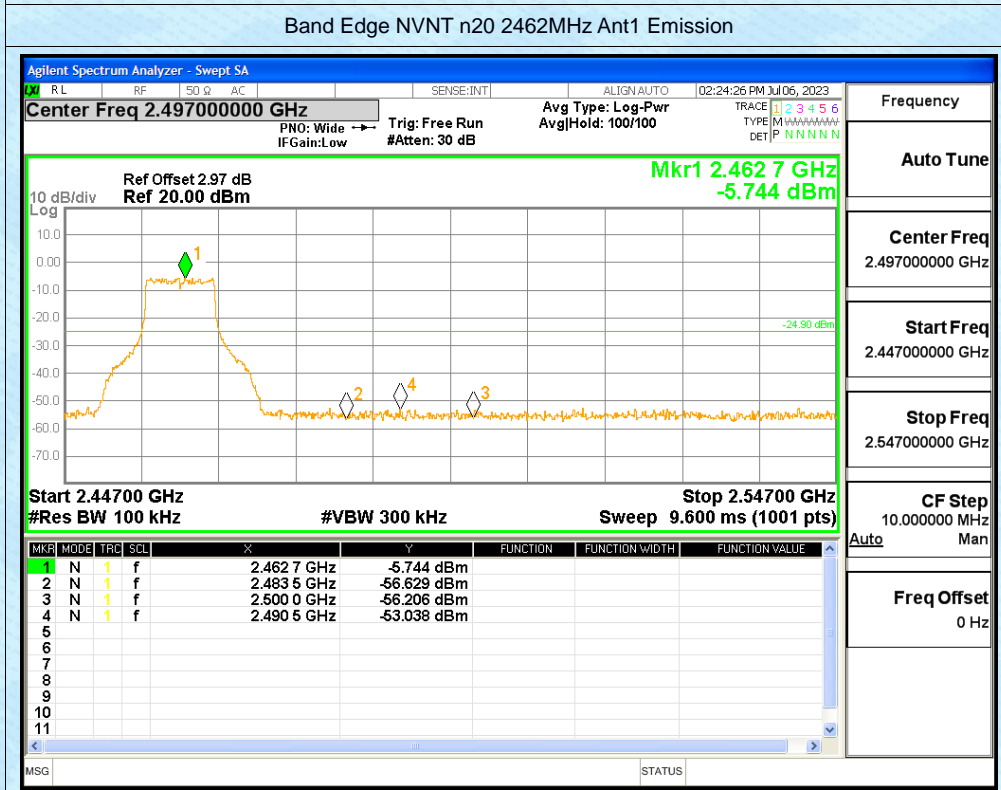 Band Edge NVNT n20 2462MHz Ant1 Emission
Agilent Spectrum Analyzer - Swept SA
LXI RL RF 50 Ω AC SENSE:INT ALIGN AUTO 02:24:26 PM Jul 06, 2023
Center Freq 2.497000000 GHz
PNO: Wide
IFGain:Low
Trig: Free Run
#Atten: 30 dB
Avg Type: Log-Pwr
Avg|Hold: 100/100
TRACE 1 2 3 4 5 6
TYPE M WWWWW
DET P N N N N N
Ref Offset 2.97 dB
Ref 20.00 dBm
10 dB/div
Log
Mkr1 2.462 7 GHz
-5.744 dBm
10.0
0.00
-10.0
-20.0
-30.0
-40.0
-50.0
-60.0
-70.0
1
2
4
3
-24.90 dBm
Start 2.44700 GHz
Stop 2.54700 GHz
#Res BW 100 kHz
#VBW 300 kHz
Sweep 9.600 ms (1001 pts)
MKR MODE TRC SCL X Y FUNCTION FUNCTION WIDTH FUNCTION VALUE
1 N 1 f 2.462 7 GHz -5.744 dBm
2 N 1 f 2.483 5 GHz -56.629 dBm
3 N 1 f 2.500 0 GHz -56.206 dBm
4 N 1 f 2.490 5 GHz -53.038 dBm
5
6
7
8
9
10
11
MSG
STATUS
Frequency
Auto Tune
Center Freq
2.497000000 GHz
Start Freq
2.447000000 GHz
Stop Freq
2.547000000 GHz
CF Step
10.000000 MHz
Auto Man
Freq Offset
0 Hz